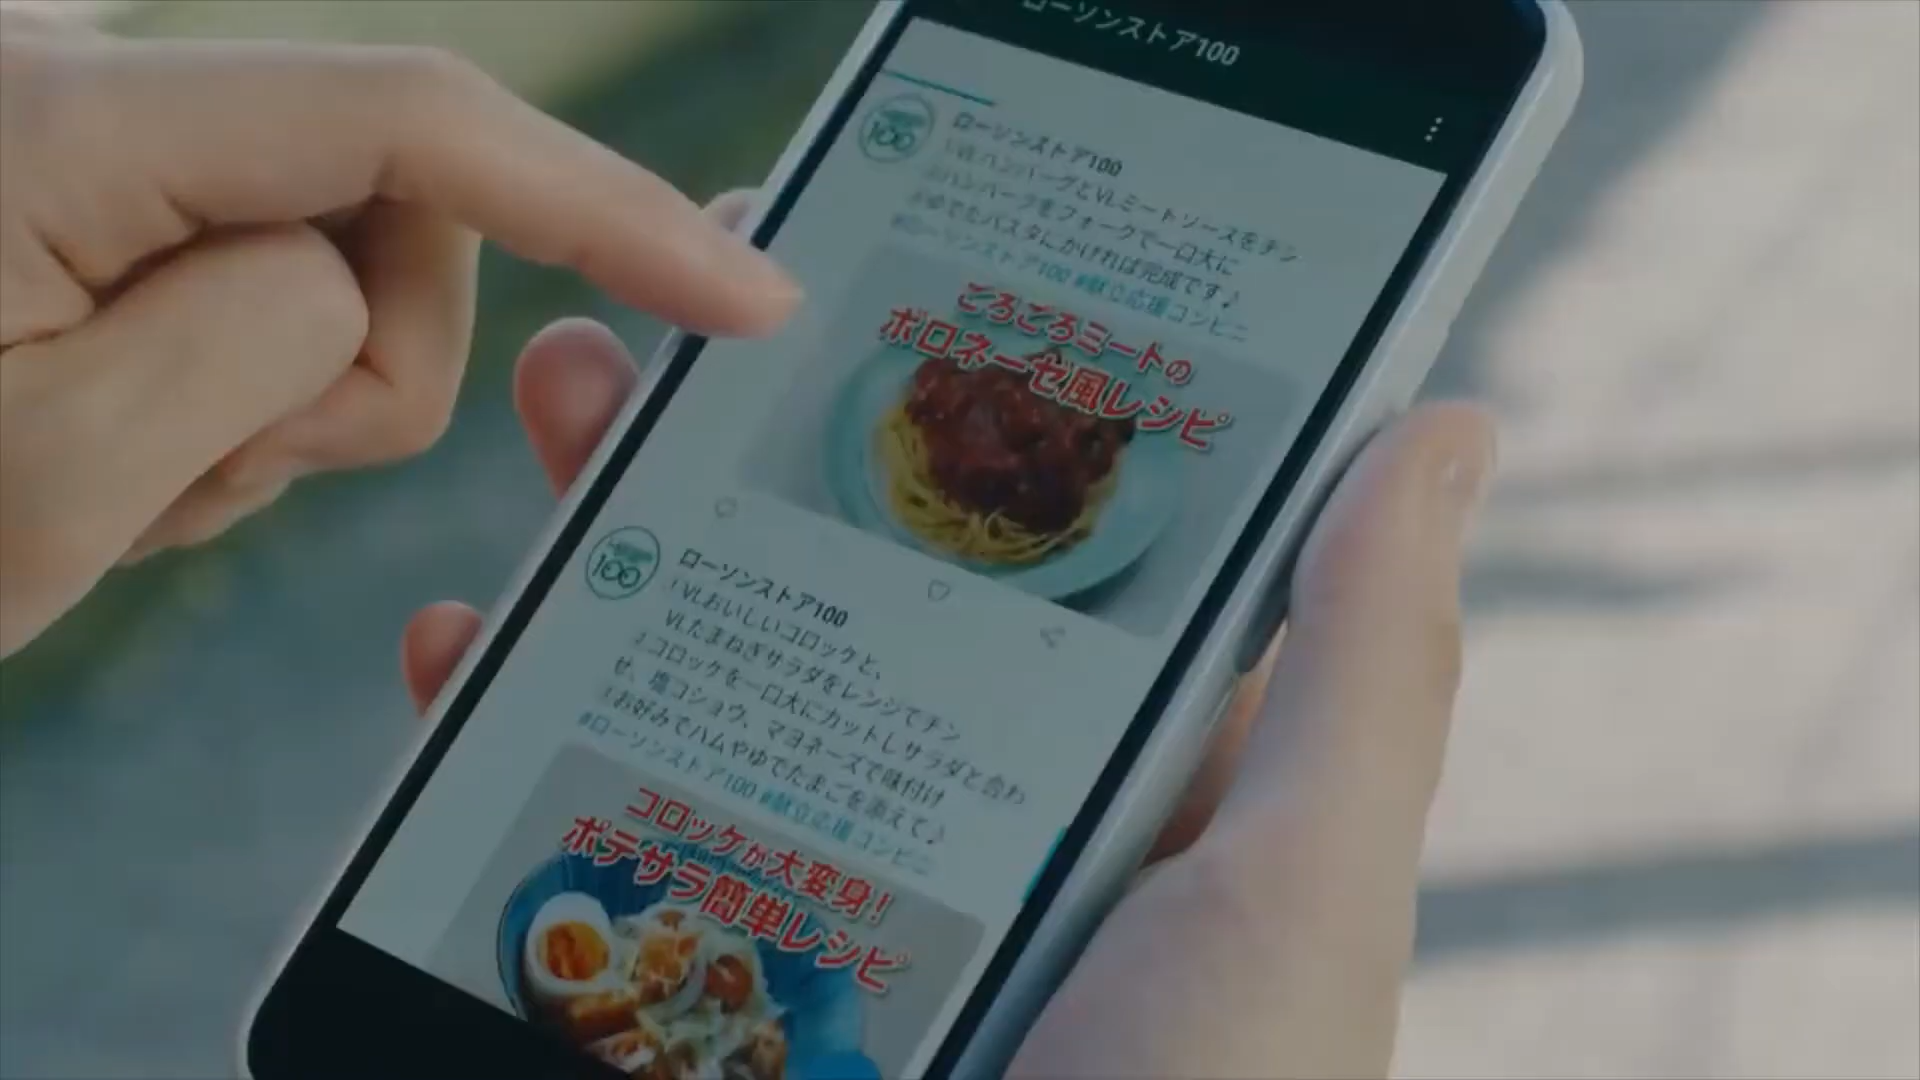 ローソンストア100
100
ローソンストア100
①VLハンバーグとVLミートソースをチン
②ハンバーグをフォークで一口大に
③ゆでたパスタにかければ完成です♪
#ローソンストア100 #献立応援コンビニ
ごろごろミートの
ボロネーゼ風レシピ
100
ローソンストア100
①VLおいしいコロッケと、
VLたまねぎサラダをレンジでチン
②コロッケを一口大にカットしサラダと合わ
せ、塩コショウ、マヨネーズで味付け
③お好みでハムやゆでたまごを添えて♪
#ローソンストア100 #献立応援コンビニ
コロッケが大変身!
ポテサラ簡単レシピ